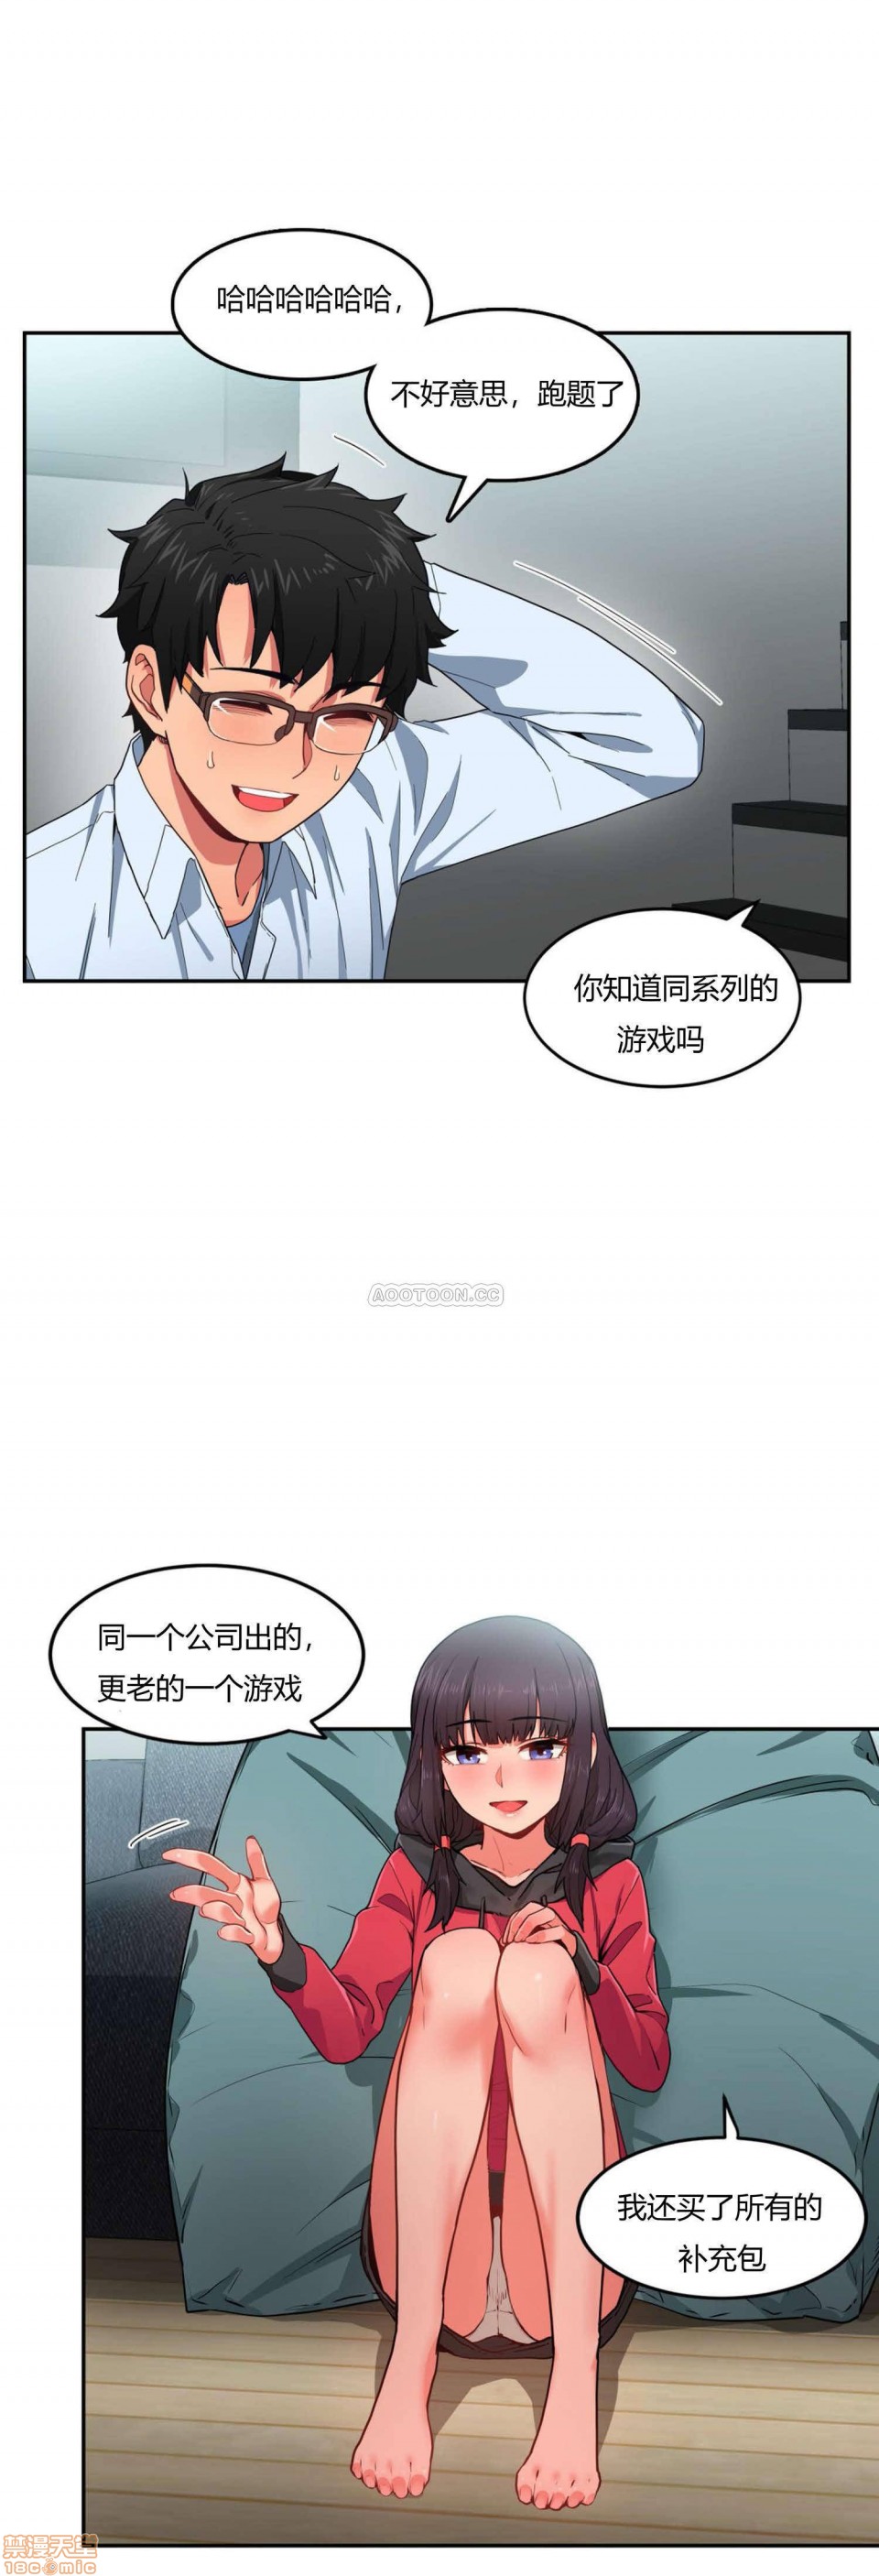 哈哈哈哈哈哈，
不好意思，跑题了
你知道同系列的
游戏吗
AOOTOON.CC
同一个公司出的，
更老的一个游戏
我还买了所有的
补充包
禁漫天堂
18comic